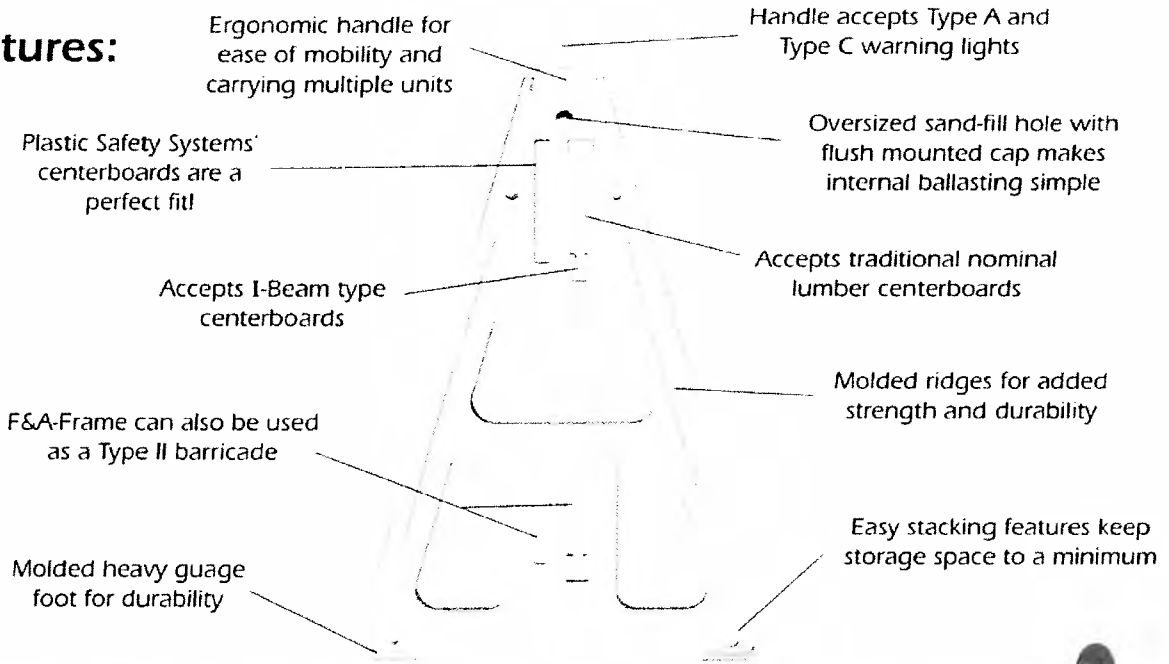 tures:
Ergonomic handle for
ease of mobility and
carrying multiple units
Handle accepts Type A and
Type C warning lights
Plastic Safety Systems'
centerboards are a
perfect fit!
Oversized sand-fill hole with
flush mounted cap makes
internal ballasting simple
Accepts I-Beam type
centerboards
Accepts traditional nominal
lumber centerboards
Molded ridges for added
strength and durability
F&A-Frame can also be used
as a Type II barricade
Easy stacking features keep
storage space to a minimum
Molded heavy guage
foot for durability